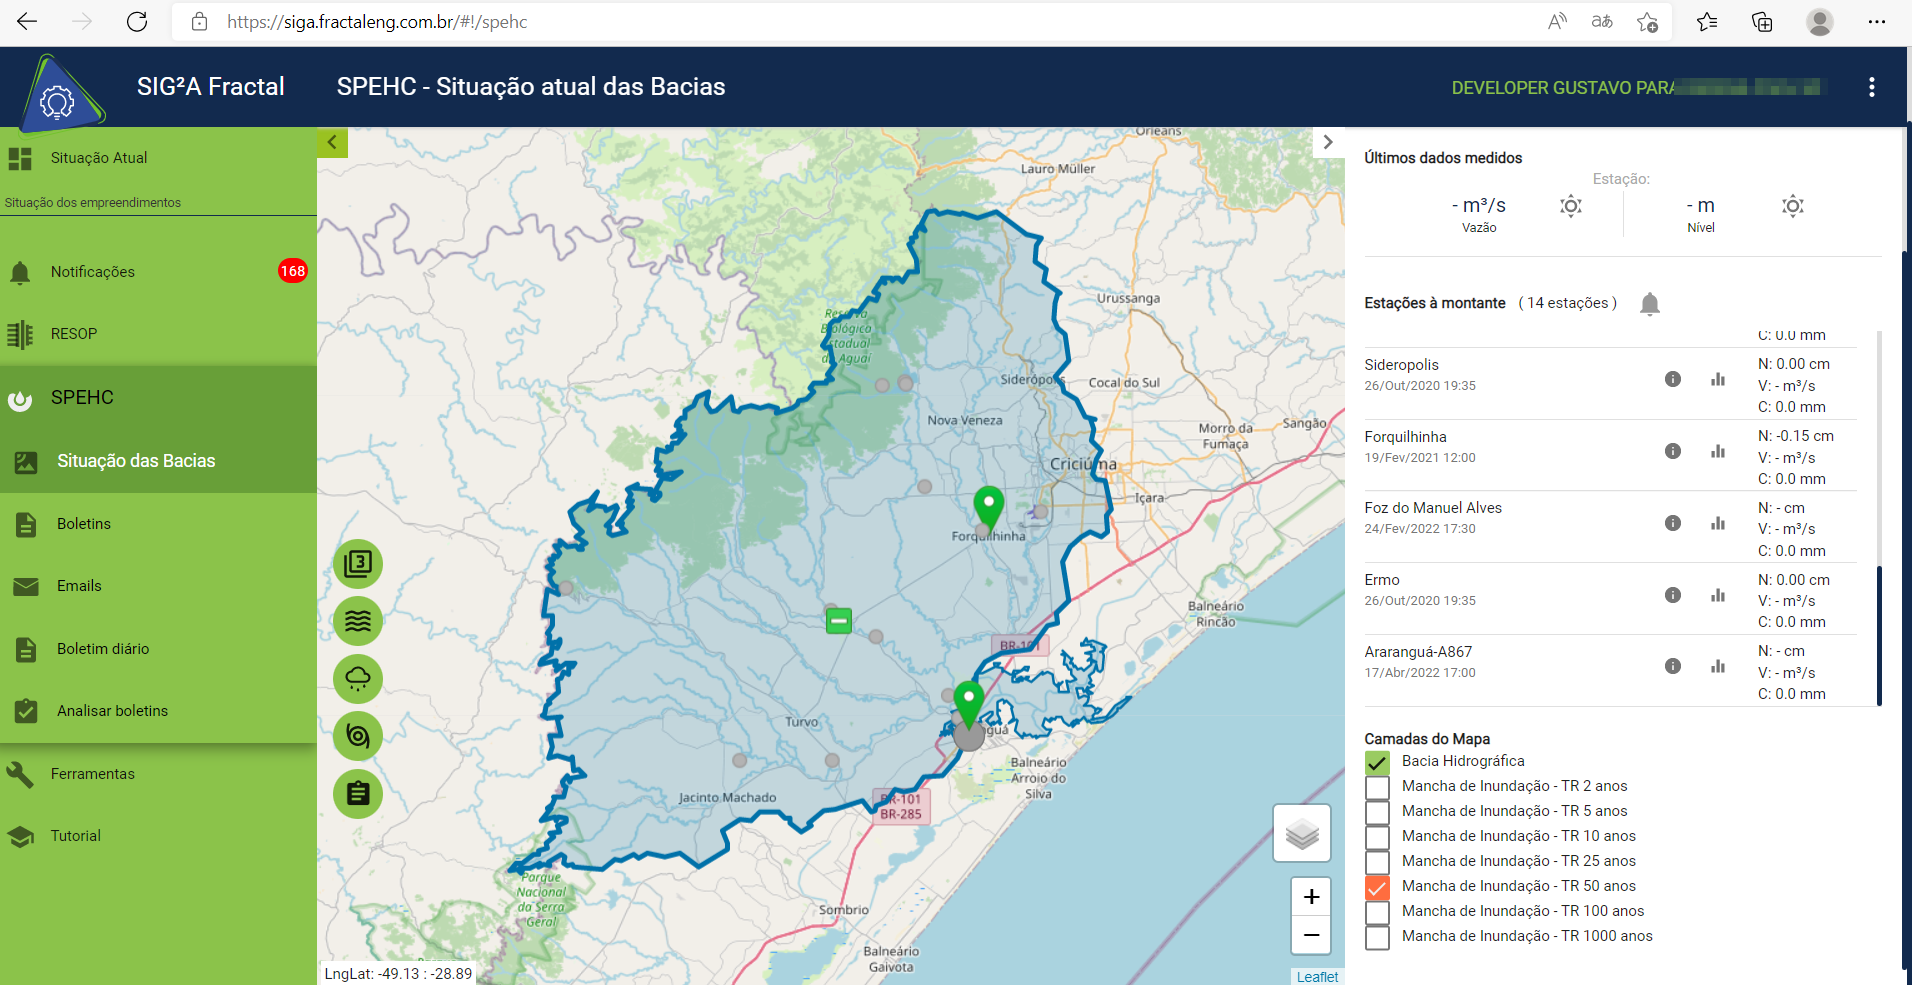 https://siga.fractaleng.com.br/#!/spehc
SIG²A Fractal
SPEHC - Situação atual das Bacias
DEVELOPER GUSTAVO PARA
Situação Atual
Situação dos empreendimentos
Notificações
168
RESOP
SPEHC
Situação das Bacias
Boletins
Emails
Boletim diário
Analisar boletins
Ferramentas
Tutorial
Orleans
Lauro Müller
Urussanga
Reserva
Biológica
Estadual
do Aguaí
Siderópolis
Cocal do Sul
Nova Veneza
Morro da
Fumaça
Sangão
Criciúma
Içara
Forquilhinha
Balneário
Rincão
BR-101
Turvo
Balneário
Arroio do
Silva
Jacinto Machado
BR-101
BR-285
Parque
Nacional
da Serra
Geral
Sombrio
Balneário
Gaivota
3
+
−
LngLat: -49.13 : -28.89
Leaflet
Últimos dados medidos
Estação:
- m³/s
Vazão
- m
Nível
Estações à montante ( 14 estações )
C: 0.0 mm
Sideropolis
26/Out/2020 19:35
N: 0.00 cm
V: - m³/s
C: 0.0 mm
Forquilhinha
19/Fev/2021 12:00
N: -0.15 cm
V: - m³/s
C: 0.0 mm
Foz do Manuel Alves
24/Fev/2022 17:30
N: - cm
V: - m³/s
C: 0.0 mm
Ermo
26/Out/2020 19:35
N: 0.00 cm
V: - m³/s
C: 0.0 mm
Araranguá-A867
17/Abr/2022 17:00
N: - cm
V: - m³/s
C: 0.0 mm
Camadas do Mapa
Bacia Hidrográfica
Mancha de Inundação - TR 2 anos
Mancha de Inundação - TR 5 anos
Mancha de Inundação - TR 10 anos
Mancha de Inundação - TR 25 anos
Mancha de Inundação - TR 50 anos
Mancha de Inundação - TR 100 anos
Mancha de Inundação - TR 1000 anos